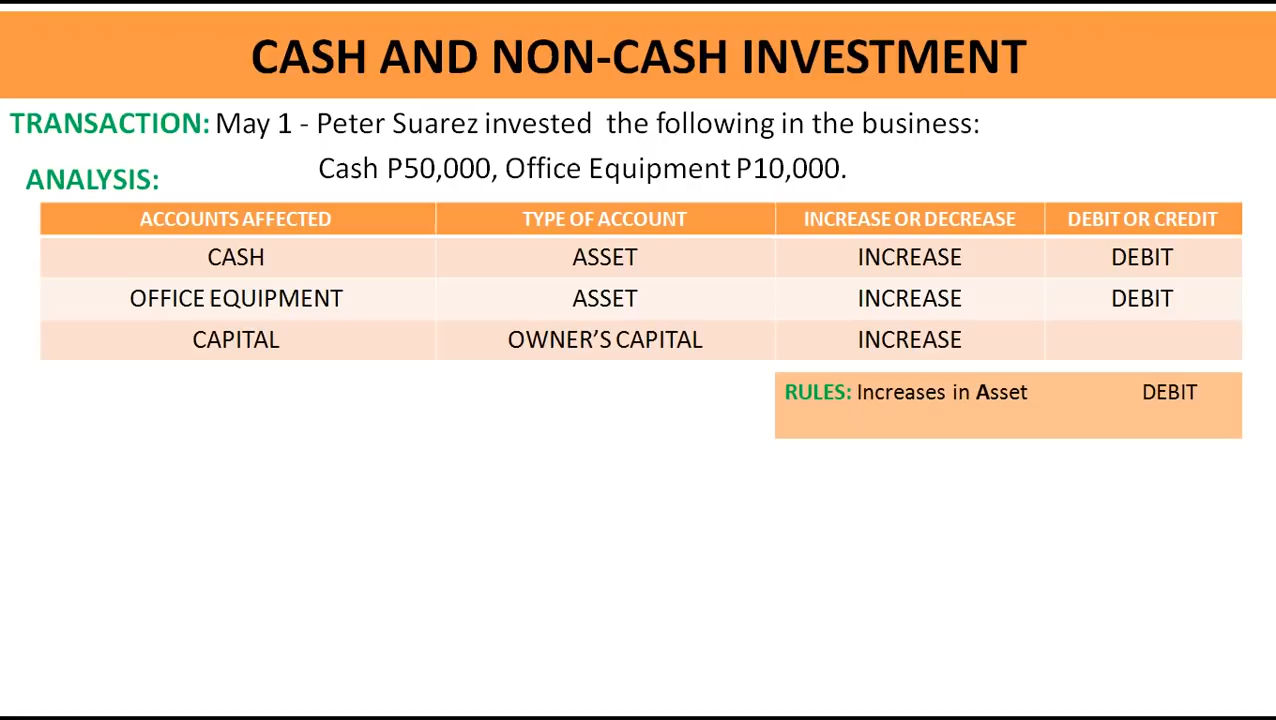 CASH AND NON-CASH INVESTMENT
TRANSACTION: May 1 - Peter Suarez invested the following in the business:
Cash P50,000, Office Equipment P10,000.
ANALYSIS:
ACCOUNTS AFFECTED TYPE OF ACCOUNT INCREASE OR DECREASE DEBIT OR CREDIT
CASH ASSET INCREASE DEBIT
OFFICE EQUIPMENT ASSET INCREASE DEBIT
CAPITAL OWNER'S CAPITAL INCREASE
RULES: Increases in Asset DEBIT